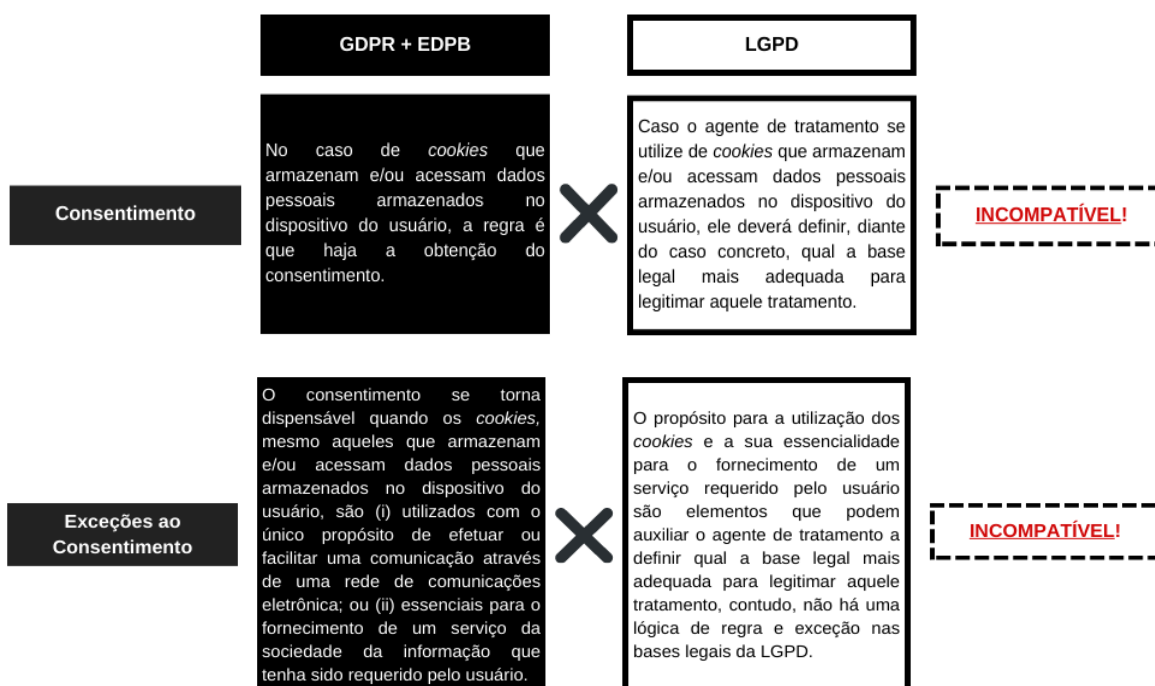 GDPR + EDPB
LGPD
Consentimento
No caso de cookies que
armazenam e/ou acessam dados
pessoais armazenados no
dispositivo do usuário, a regra é
que haja a obtenção do
consentimento.
Caso o agente de tratamento se
utilize de cookies que armazenam
e/ou acessam dados pessoais
armazenados no dispositivo do
usuário, ele deverá definir, diante
do caso concreto, qual a base
legal mais adequada para
legitimar aquele tratamento.
INCOMPATÍVEL!
Exceções ao
Consentimento
O consentimento se torna
dispensável quando os cookies,
mesmo aqueles que armazenam
e/ou acessam dados pessoais
armazenados no dispositivo do
usuário, são (i) utilizados com o
único propósito de efetuar ou
facilitar uma comunicação através
de uma rede de comunicações
eletrônica; ou (ii) essenciais para o
fornecimento de um serviço da
sociedade da informação que
tenha sido requerido pelo usuário.
O propósito para a utilização dos
cookies e a sua essencialidade
para o fornecimento de um
serviço requerido pelo usuário
são elementos que podem
auxiliar o agente de tratamento a
definir qual a base legal mais
adequada para legitimar aquele
tratamento, contudo, não há uma
lógica de regra e exceção nas
bases legais da LGPD.
INCOMPATÍVEL!